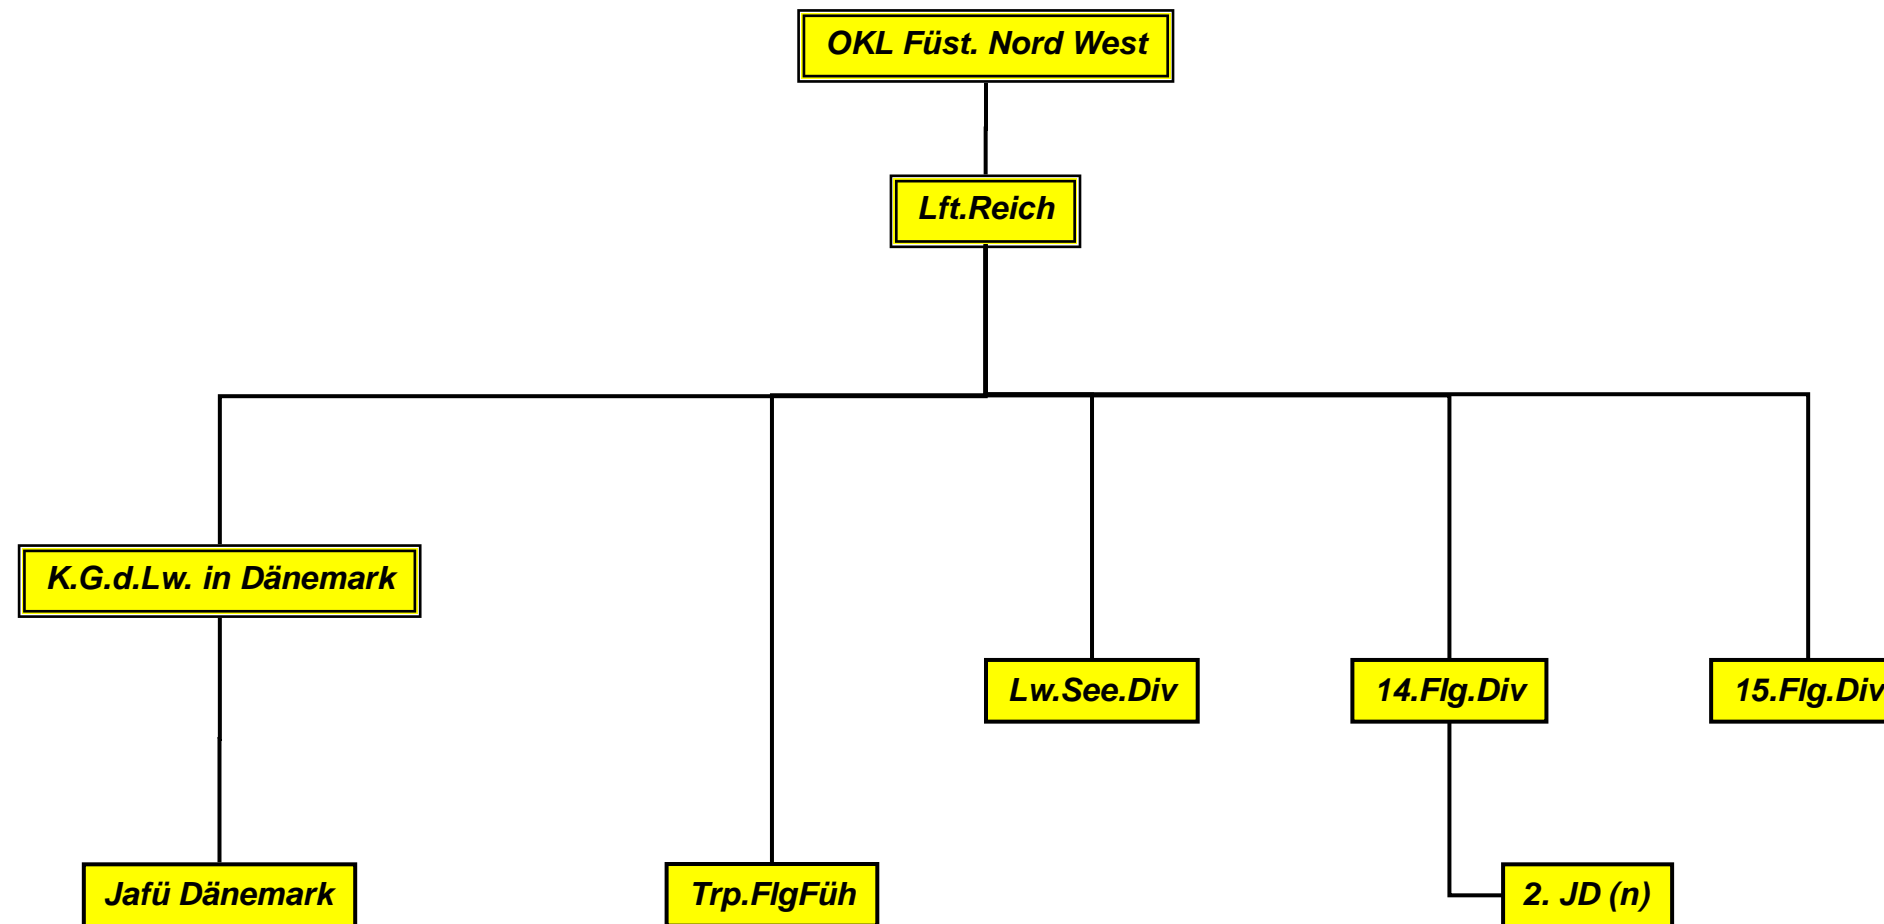 OKL Füst. Nord West
Lft.Reich
K.G.d.Lw. in Dänemark
Lw.See.Div
14.Flg.Div
15.Flg.Div
Jafü Dänemark
Trp.FlgFüh
2. JD (n)